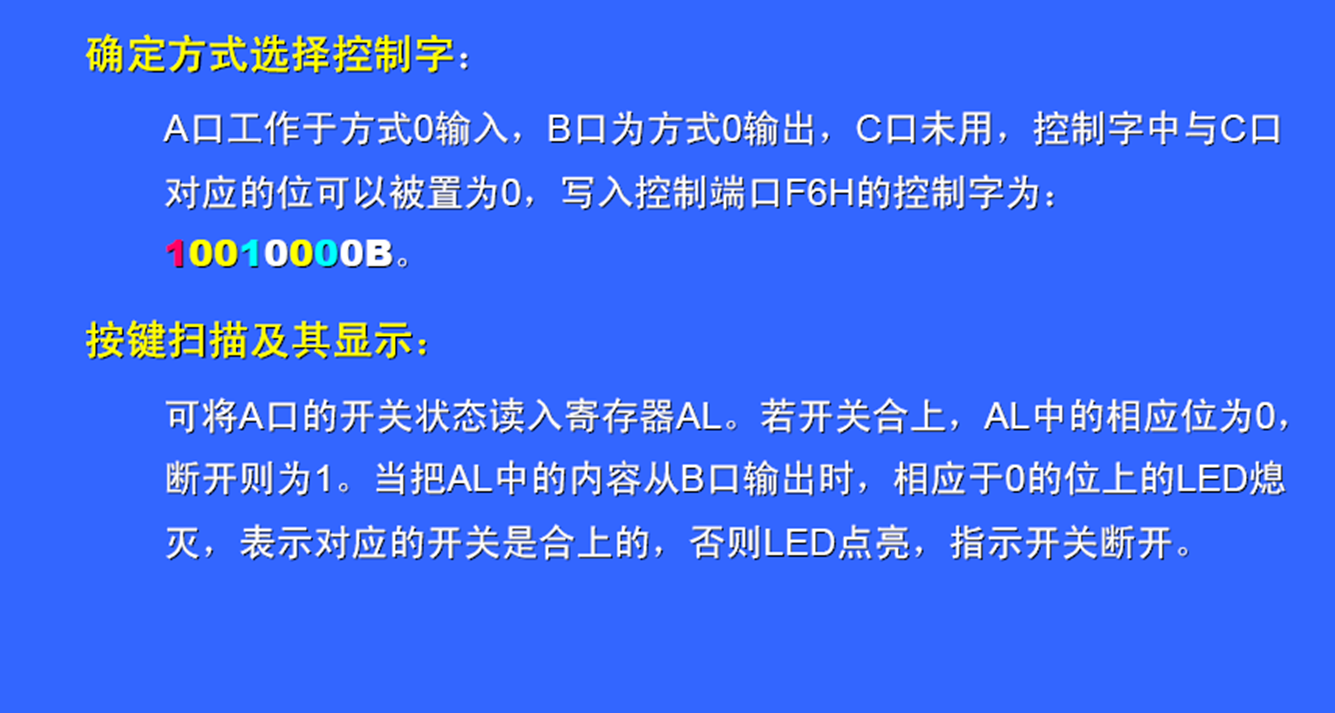 确定方式选择控制字：
A口工作于方式0输入，B口为方式0输出，C口未用，控制字中与C口
对应的位可以被置为0，写入控制端口F6H的控制字为：
10010000B。
按键扫描及其显示：
可将A口的开关状态读入寄存器AL。若开关合上，AL中的相应位为0，
断开则为1。当把AL中的内容从B口输出时，相应于0的位上的LED熄
灭，表示对应的开关是合上的，否则LED点亮，指示开关断开。